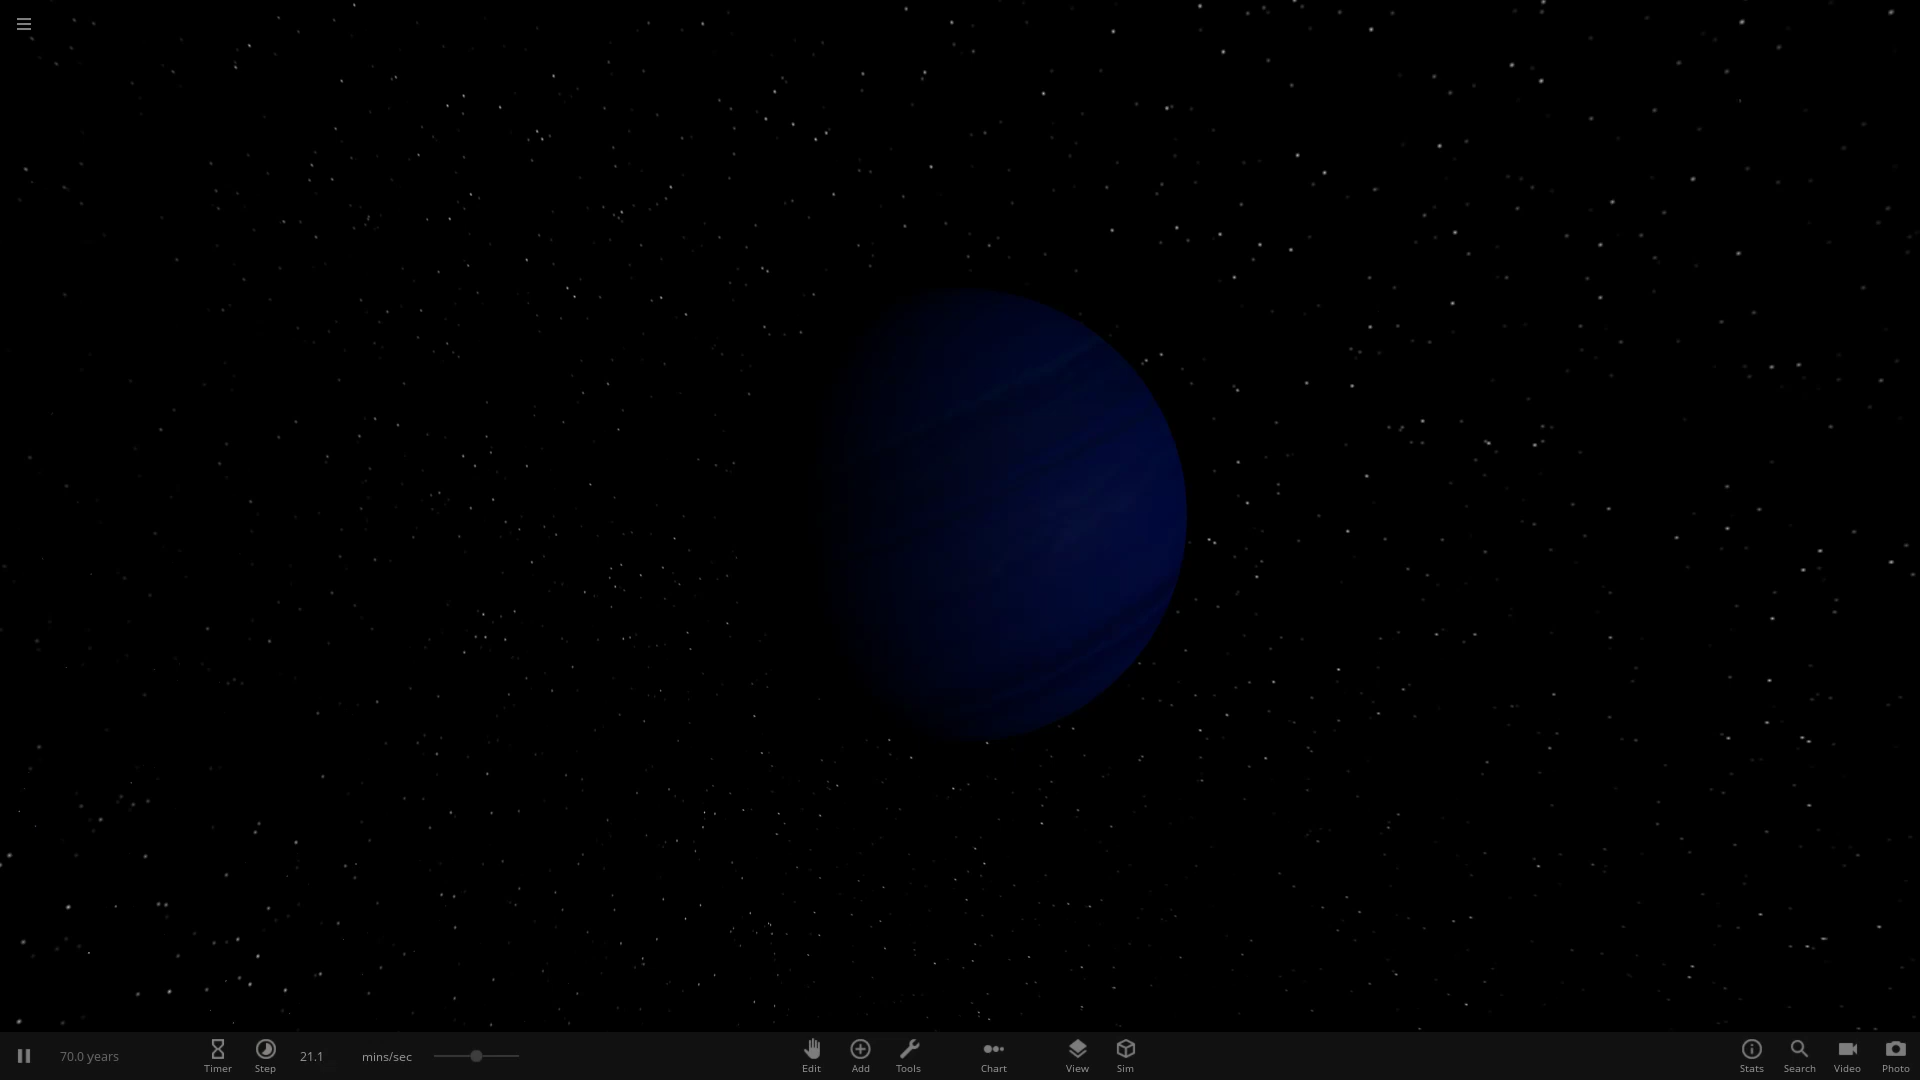 70.0 years
Timer
Step
21.1 mins/sec
Edit
Add
Tools
Chart
View
Sim
Stats
Search
Video
Photo